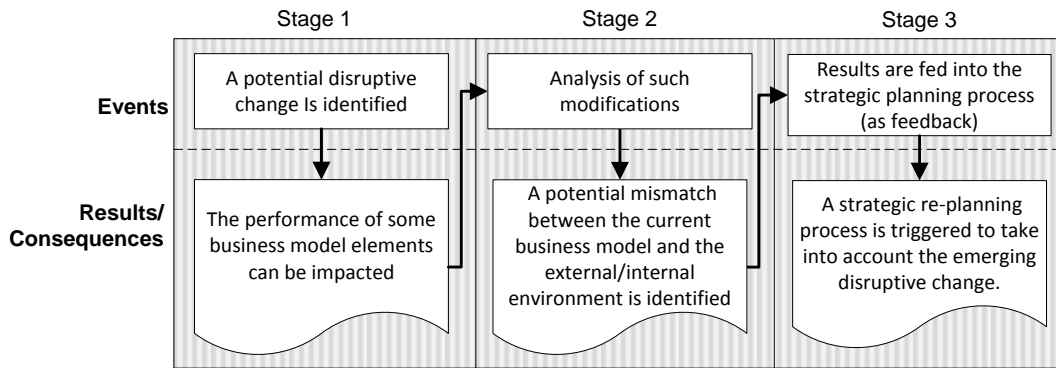 Stage 1
Stage 2
Stage 3
Events
A potential disruptive
change Is identified
Analysis of such
modifications
Results are fed into the
strategic planning process
(as feedback)
Results/
Consequences
The performance of some
business model elements
can be impacted
A potential mismatch
between the current
business model and the
external/internal
environment is identified
A strategic re-planning
process is triggered to take
into account the emerging
disruptive change.